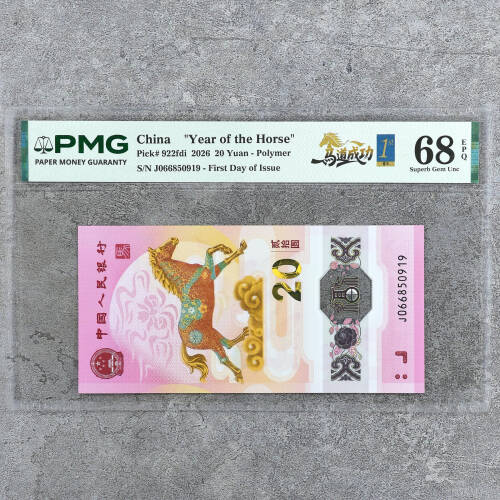 PMG
PAPER MONEY GUARANTY
China "Year of the Horse"
Pick# 922fdi 2026 20 Yuan - Polymer
S/N J066850919 - First Day of Issue
马道成功
1st
68
EPQ
Superb Gem Unc
中国人民银行
贰拾圆
20
J066850919